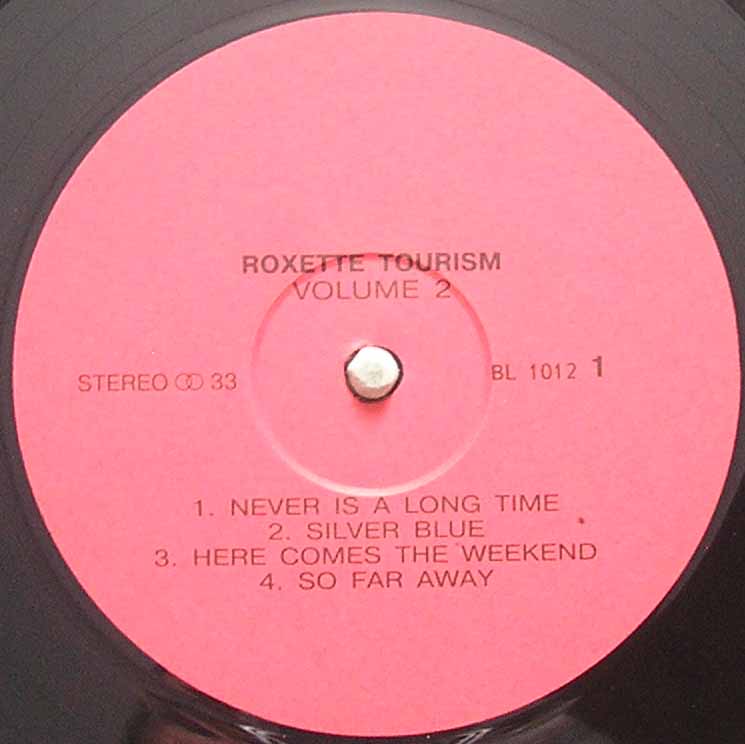 ROXETTE TOURISM
VOLUME 2
STEREO 33
BL 1012 1
1. NEVER IS A LONG TIME
2. SILVER BLUE
3. HERE COMES THE WEEKEND
4. SO FAR AWAY